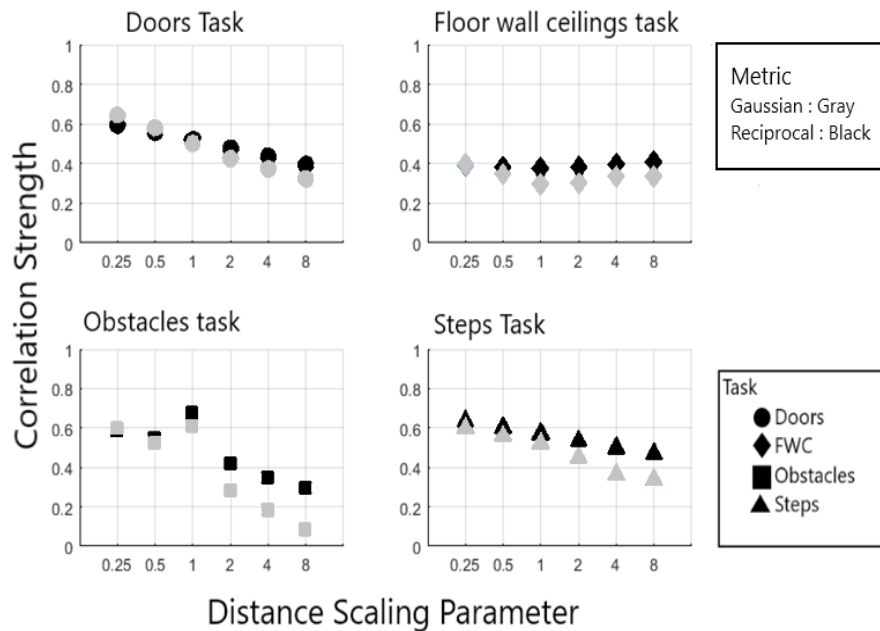 Doors Task
Floor wall ceilings task
1
0.8
0.6
0.4
0.2
0
0.25 0.5 1 2 4 8
1
0.8
0.6
0.4
0.2
0
0.25 0.5 1 2 4 8
Metric
Gaussian : Gray
Reciprocal : Black
Correlation Strength
Obstacles task
Steps Task
1
0.8
0.6
0.4
0.2
0
0.25 0.5 1 2 4 8
1
0.8
0.6
0.4
0.2
0
0.25 0.5 1 2 4 8
Task
Doors
FWC
Obstacles
Steps
Distance Scaling Parameter